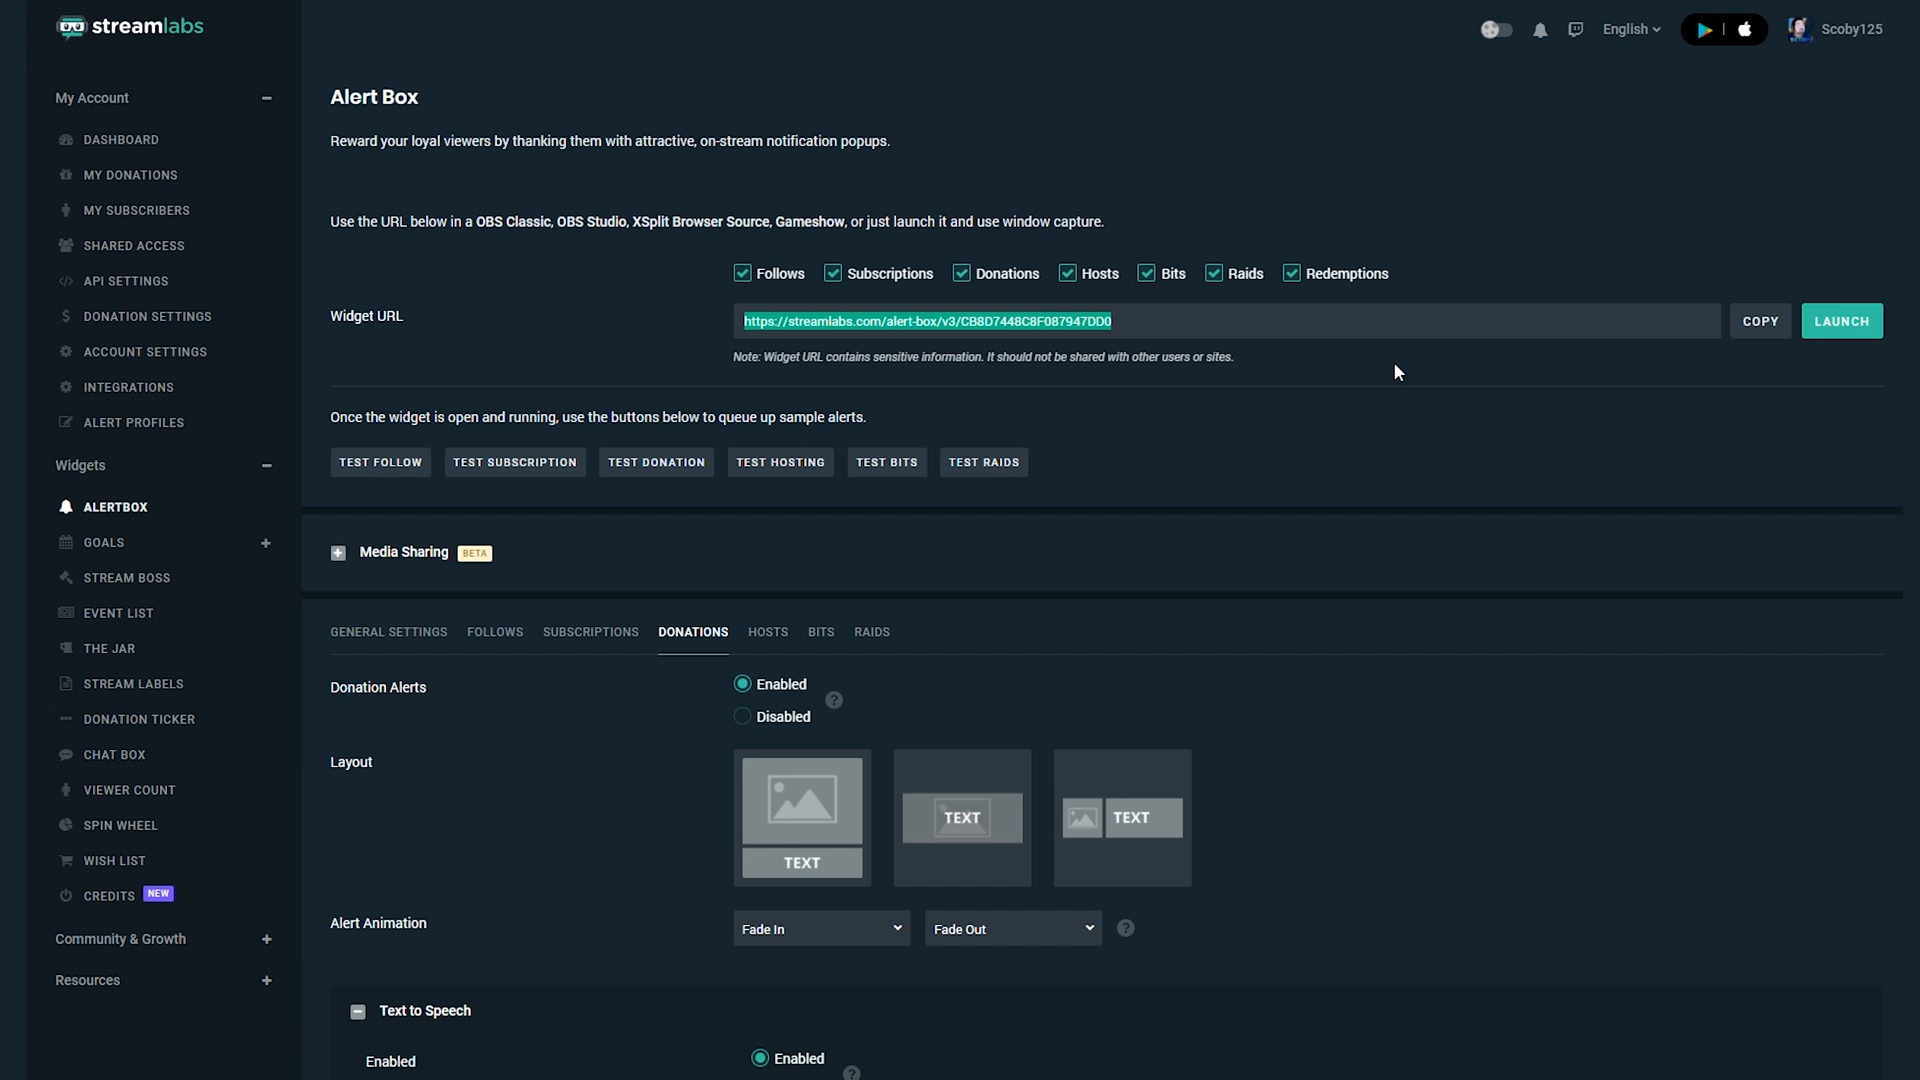 streamlabs
English
Scoby125
My Account
DASHBOARD
MY DONATIONS
MY SUBSCRIBERS
SHARED ACCESS
API SETTINGS
DONATION SETTINGS
ACCOUNT SETTINGS
INTEGRATIONS
ALERT PROFILES
Widgets
ALERTBOX
GOALS
STREAM BOSS
EVENT LIST
THE JAR
STREAM LABELS
DONATION TICKER
CHAT BOX
VIEWER COUNT
SPIN WHEEL
WISH LIST
CREDITS NEW
Community & Growth
Resources
Alert Box
Reward your loyal viewers by thanking them with attractive, on-stream notification popups.
Use the URL below in a OBS Classic, OBS Studio, XSplit Browser Source, Gameshow, or just launch it and use window capture.
Follows Subscriptions Donations Hosts Bits Raids Redemptions
Widget URL https://streamlabs.com/alert-box/v3/CB8D7448C8F087947DD0 COPY LAUNCH
Note: Widget URL contains sensitive information. It should not be shared with other users or sites.
Once the widget is open and running, use the buttons below to queue up sample alerts.
TEST FOLLOW TEST SUBSCRIPTION TEST DONATION TEST HOSTING TEST BITS TEST RAIDS
Media Sharing BETA
GENERAL SETTINGS FOLLOWS SUBSCRIPTIONS DONATIONS HOSTS BITS RAIDS
Donation Alerts Enabled
?
Disabled
Layout
TEXT TEXT
TEXT
Alert Animation Fade In Fade Out ?
Text to Speech
Enabled Enabled
?